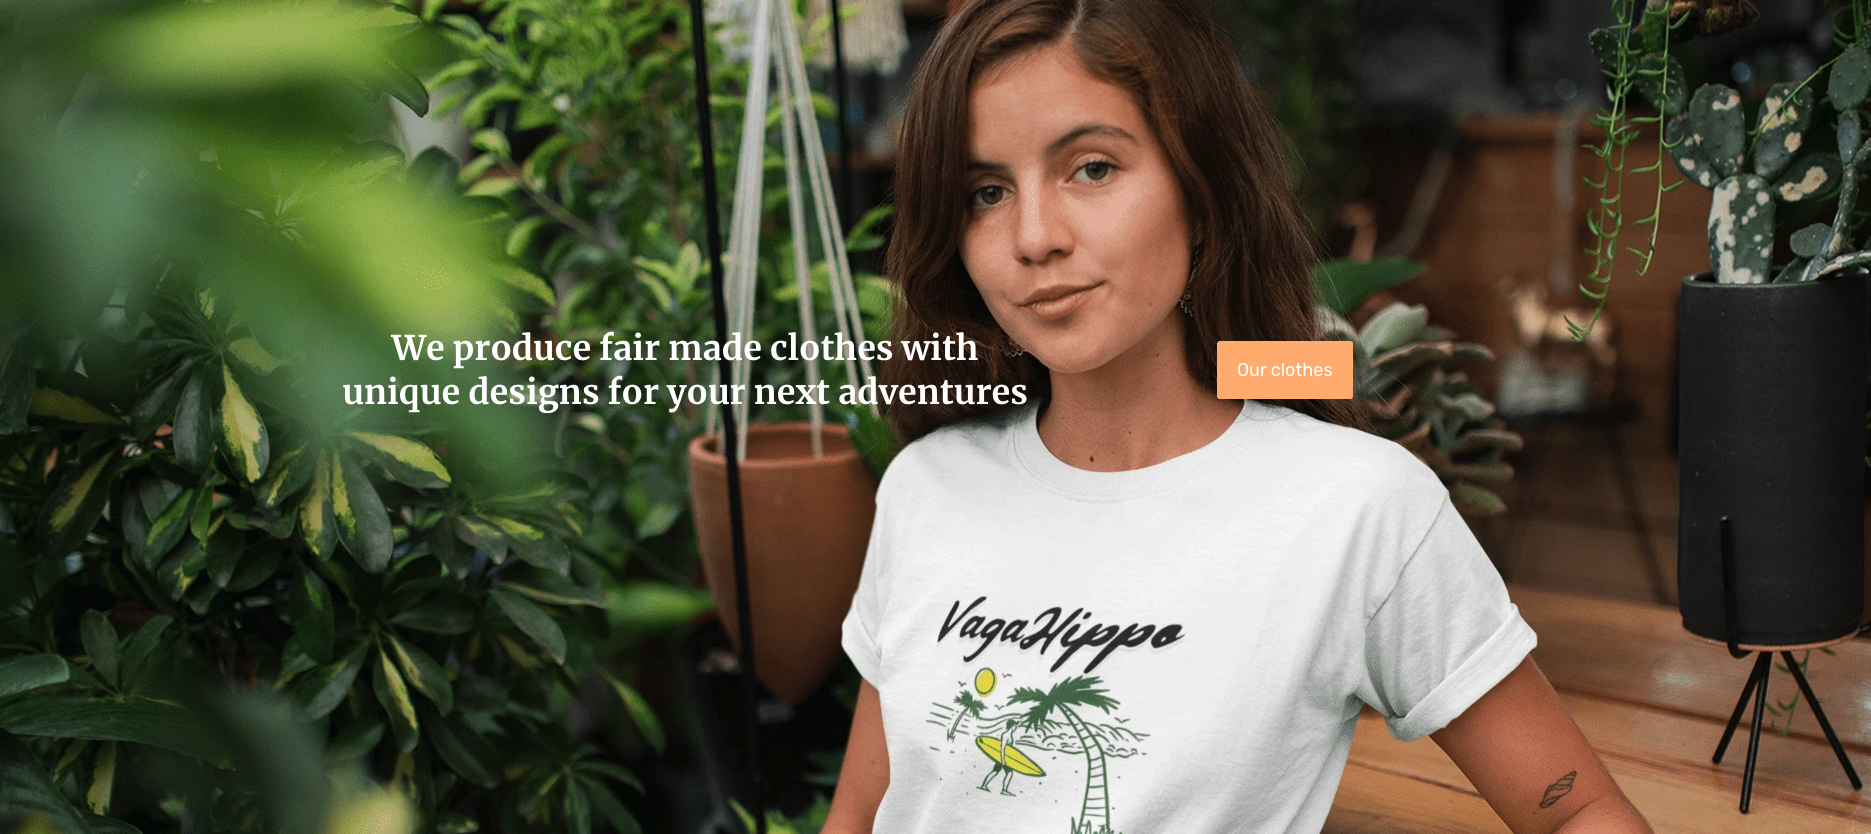 We produce fair made clothes with
unique designs for your next adventures
Our clothes
VagaHippo